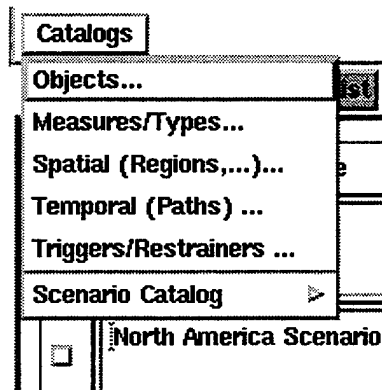 Catalogs
Objects...
Measures/Types...
Spatial (Regions,...)...
Temporal (Paths) ...
Triggers/Restrainers ...
Scenario Catalog
North America Scenario